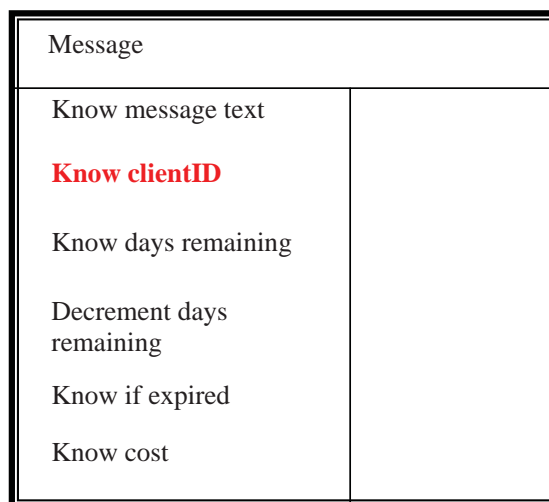 Message
Know message text
Know clientID
Know days remaining
Decrement days
remaining
Know if expired
Know cost